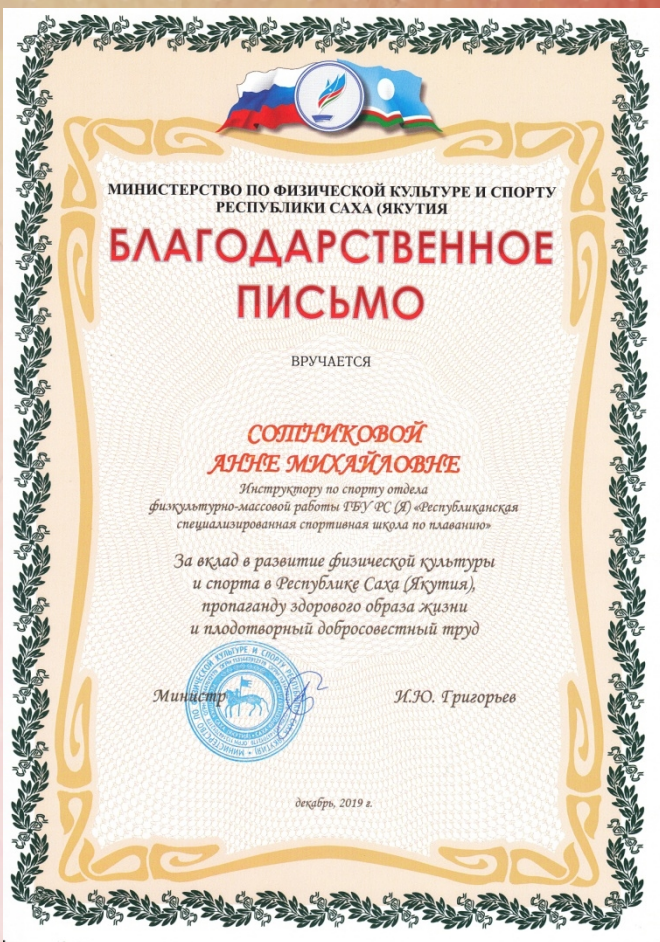 МИНИСТЕРСТВО ПО ФИЗИЧЕСКОЙ КУЛЬТУРЕ И СПОРТУ
РЕСПУБЛИКИ САХА (ЯКУТИЯ
БЛАГОДАРСТВЕННОЕ
ПИСЬМО
ВРУЧАЕТСЯ
СОТНИКОВОЙ
АННЕ МИХАЙЛОВНЕ
Инструктору по спорту отдела
физкультурно-массовой работы ГБУ РС (Я) «Республиканская
специализированная спортивная школа по плаванию»
За вклад в развитие физической культуры
и спорта в Республике Саха (Якутия),
пропаганду здорового образа жизни
и плодотворный добросовестный труд
Министр И.Ю. Григорьев
декабрь, 2019 г.